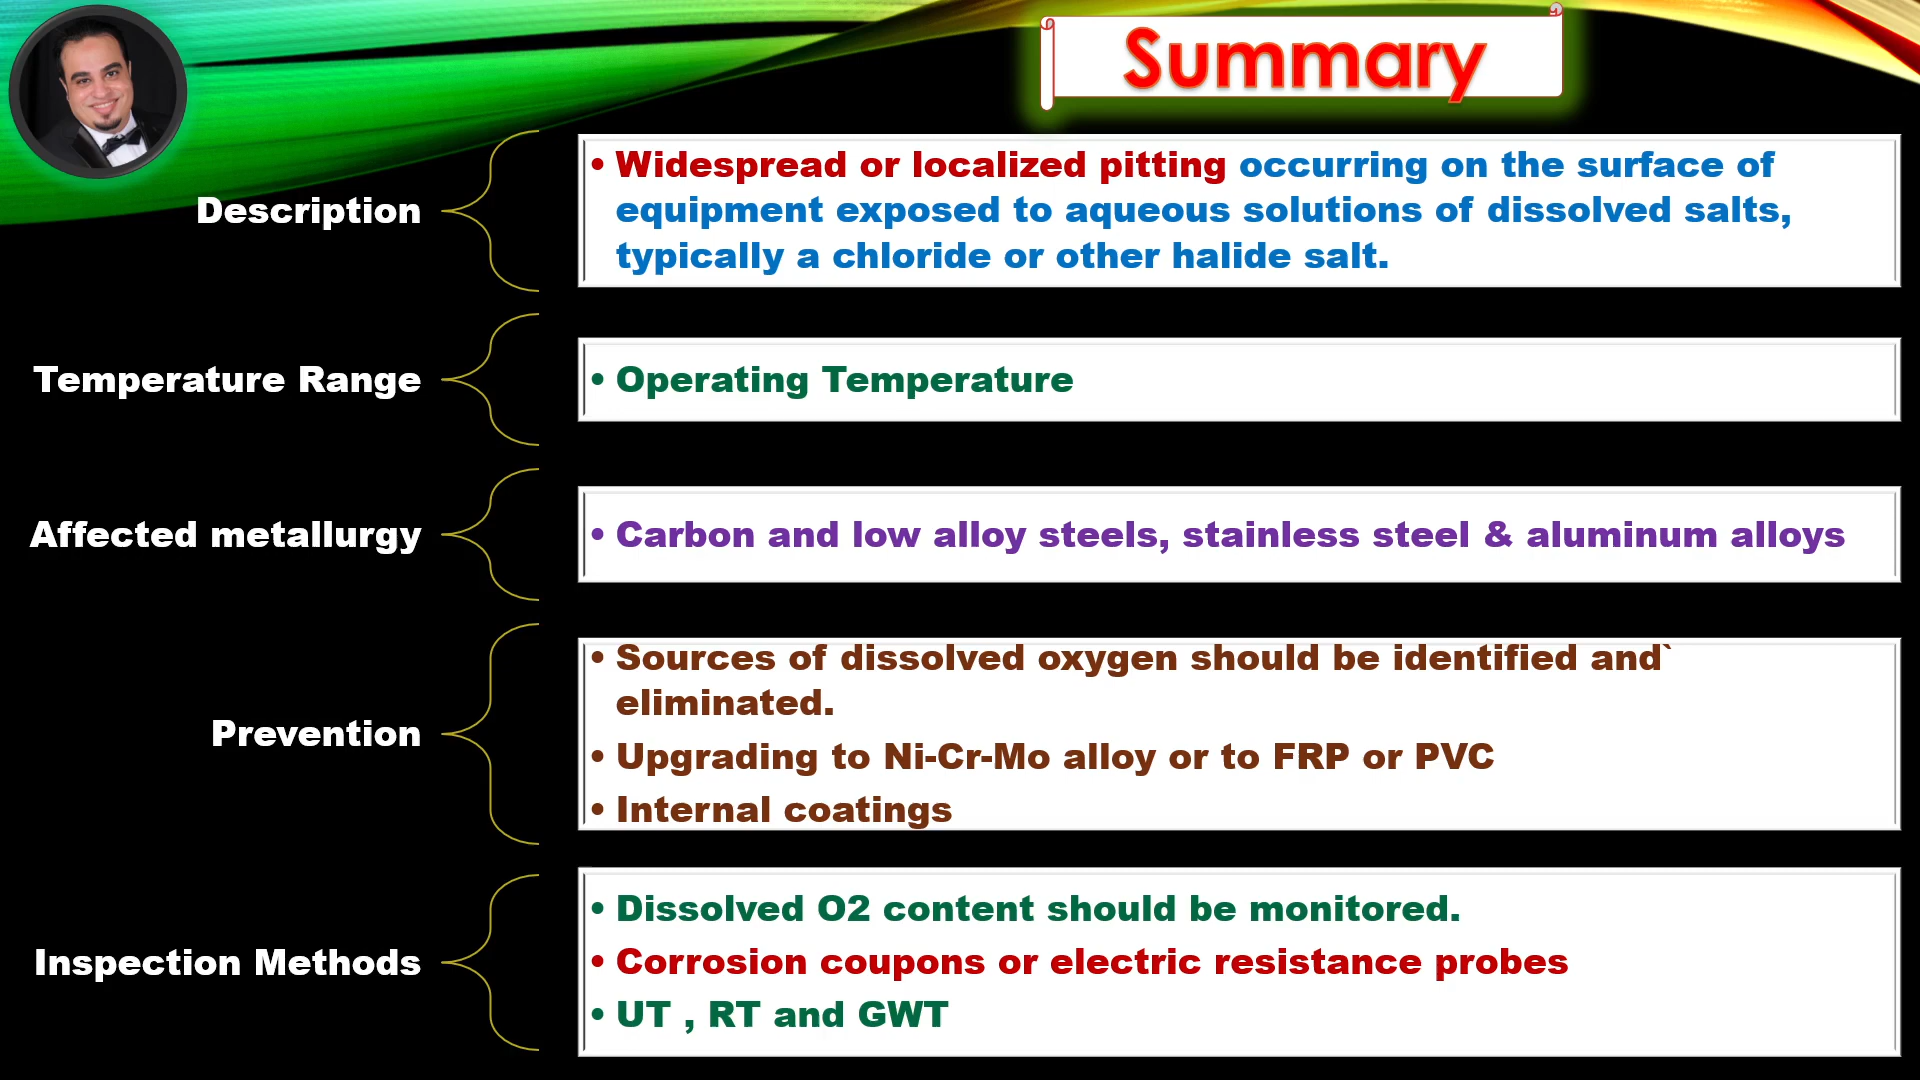 Summary
Description
• Widespread or localized pitting occurring on the surface of
equipment exposed to aqueous solutions of dissolved salts,
typically a chloride or other halide salt.
Temperature Range
• Operating Temperature
Affected metallurgy
• Carbon and low alloy steels, stainless steel & aluminum alloys
Prevention
• Sources of dissolved oxygen should be identified and`
eliminated.
• Upgrading to Ni-Cr-Mo alloy or to FRP or PVC
• Internal coatings
Inspection Methods
• Dissolved O2 content should be monitored.
• Corrosion coupons or electric resistance probes
• UT , RT and GWT